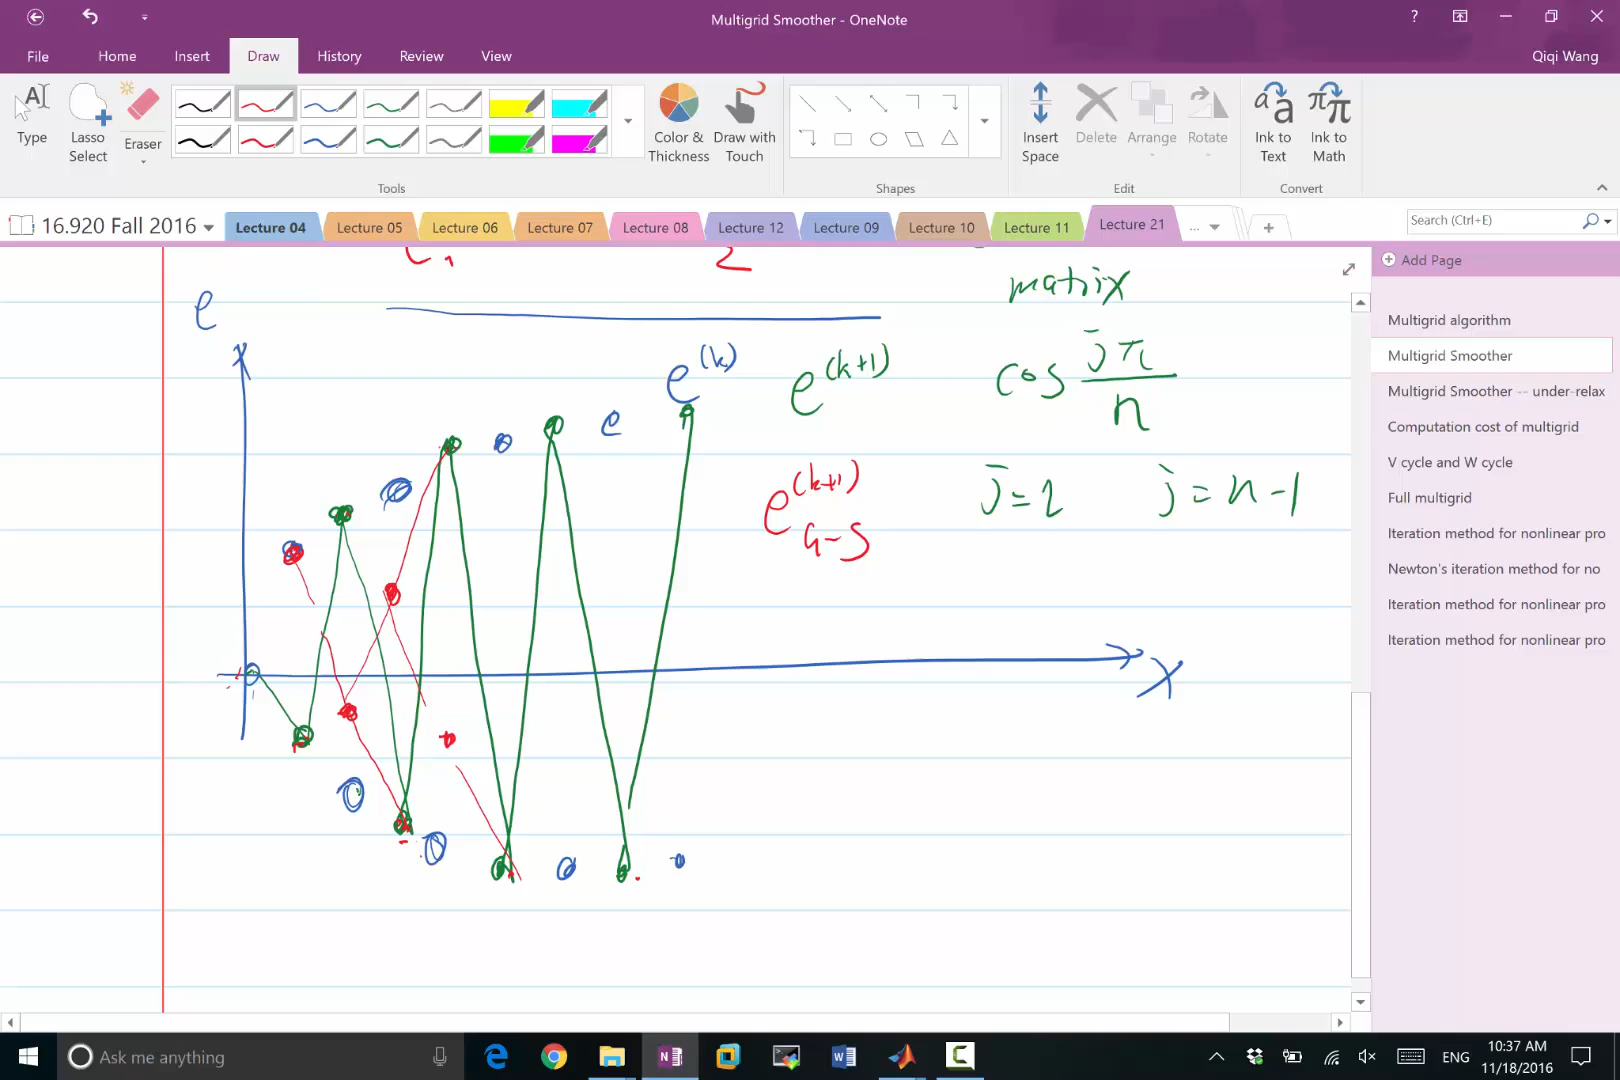 Multigrid Smoother - OneNote
?
File
Home
Insert
Draw
History
Review
View
Qiqi Wang
Type
Lasso Select
Eraser
Color & Thickness
Draw with Touch
Insert Space
Delete
Arrange
Rotate
Ink to Text
Ink to Math
Tools
Shapes
Edit
Convert
16.920 Fall 2016
Lecture 04
Lecture 05
Lecture 06
Lecture 07
Lecture 08
Lecture 12
Lecture 09
Lecture 10
Lecture 11
Lecture 21
...
Search (Ctrl+E)
Add Page
Multigrid algorithm
Multigrid Smoother
Multigrid Smoother -- under-relax
Computation cost of multigrid
V cycle and W cycle
Full multigrid
Iteration method for nonlinear pro
Newton's iteration method for no
Iteration method for nonlinear pro
Iteration method for nonlinear pro
2
matrix
e
e^(k)
e^(k+1)
cos jπ/n
e^(k+1) G-S
j=2
j=n-1
x
Ask me anything
ENG
10:37 AM
11/18/2016